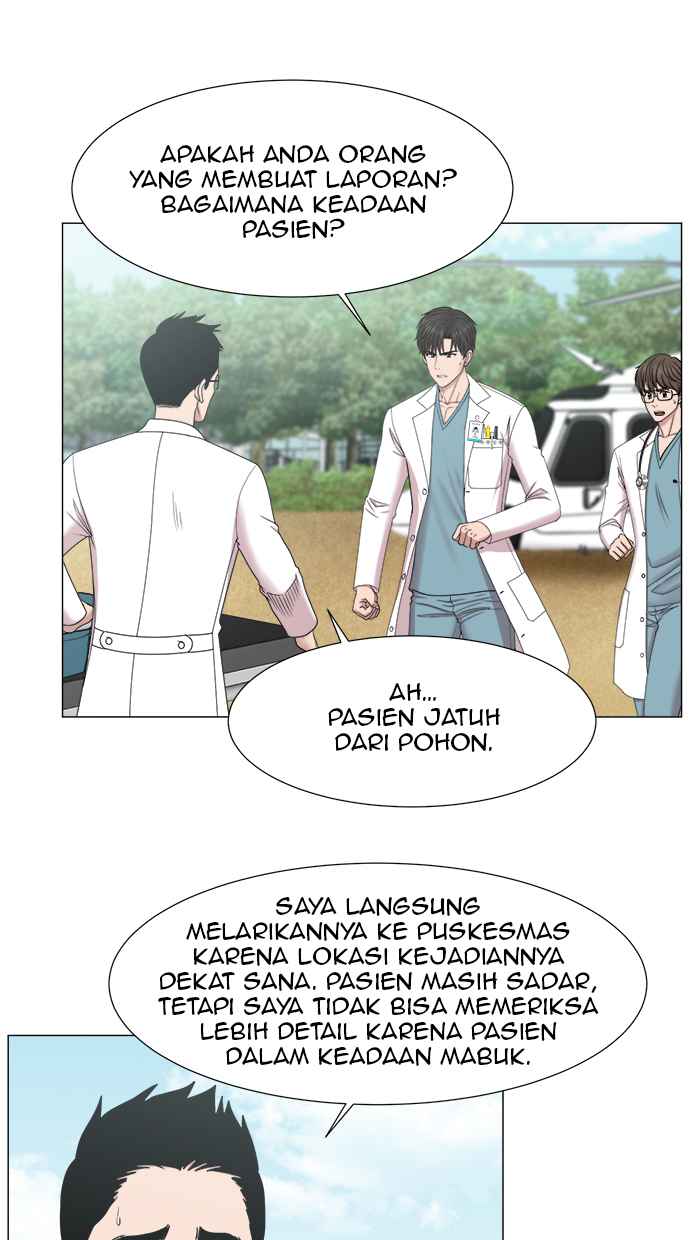 APAKAH ANDA ORANG
YANG MEMBUAT LAPORAN?
BAGAIMANA KEADAAN
PASIEN?
AH...
PASIEN JATUH
DARI POHON.
SAYA LANGSUNG
MELARIKANNYA KE PUSKESMAS
KARENA LOKASI KEJADIANNYA
DEKAT SANA. PASIEN MASIH SADAR,
TETAPI SAYA TIDAK BISA MEMERIKSA
LEBIH DETAIL KARENA PASIEN
DALAM KEADAAN MABUK.